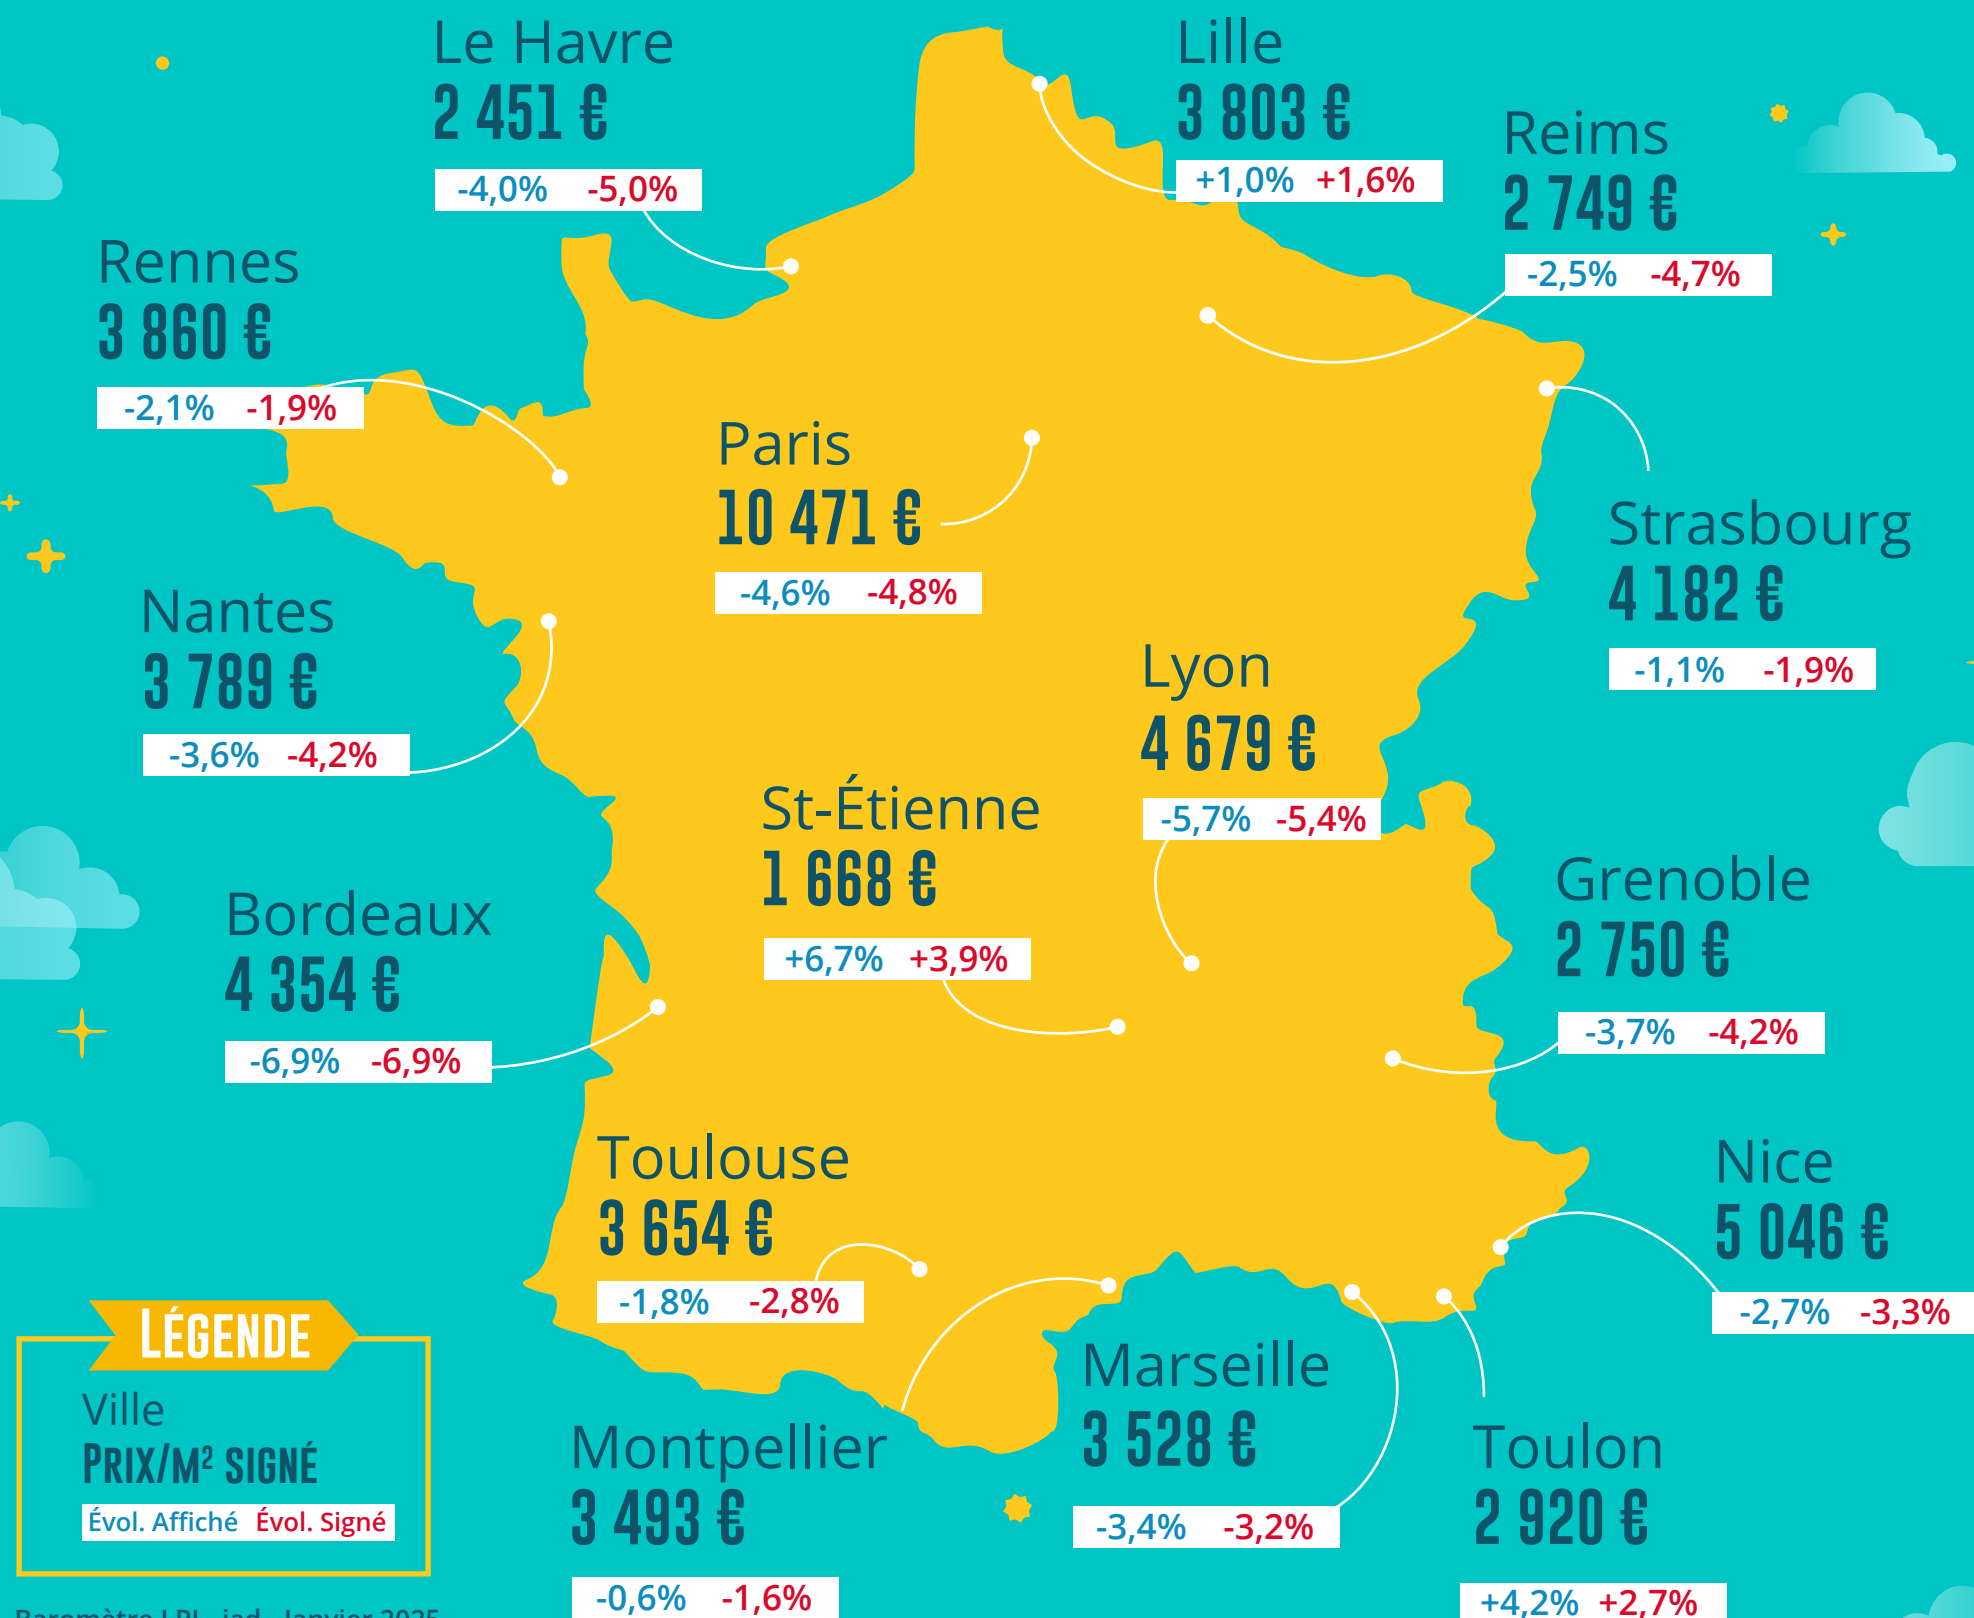 Le Havre
2 451 €
-4,0% -5,0%
Lille
3 803 €
+1,0% +1,6%
Reims
2 749 €
-2,5% -4,7%
Rennes
3 860 €
-2,1% -1,9%
Paris
10 471 €
-4,6% -4,8%
Strasbourg
4 182 €
-1,1% -1,9%
Nantes
3 789 €
-3,6% -4,2%
Lyon
4 679 €
-5,7% -5,4%
St-Étienne
1 668 €
+6,7% +3,9%
Bordeaux
4 354 €
-6,9% -6,9%
Grenoble
2 750 €
-3,7% -4,2%
Toulouse
3 654 €
-1,8% -2,8%
Nice
5 046 €
-2,7% -3,3%
Marseille
3 528 €
-3,4% -3,2%
Montpellier
3 493 €
-0,6% -1,6%
Toulon
2 920 €
+4,2% +2,7%
LÉGENDE
Ville
PRIX/M² SIGNÉ
Évol. Affiché Évol. Signé
Baromètre LPI - iad - Janvier 2025